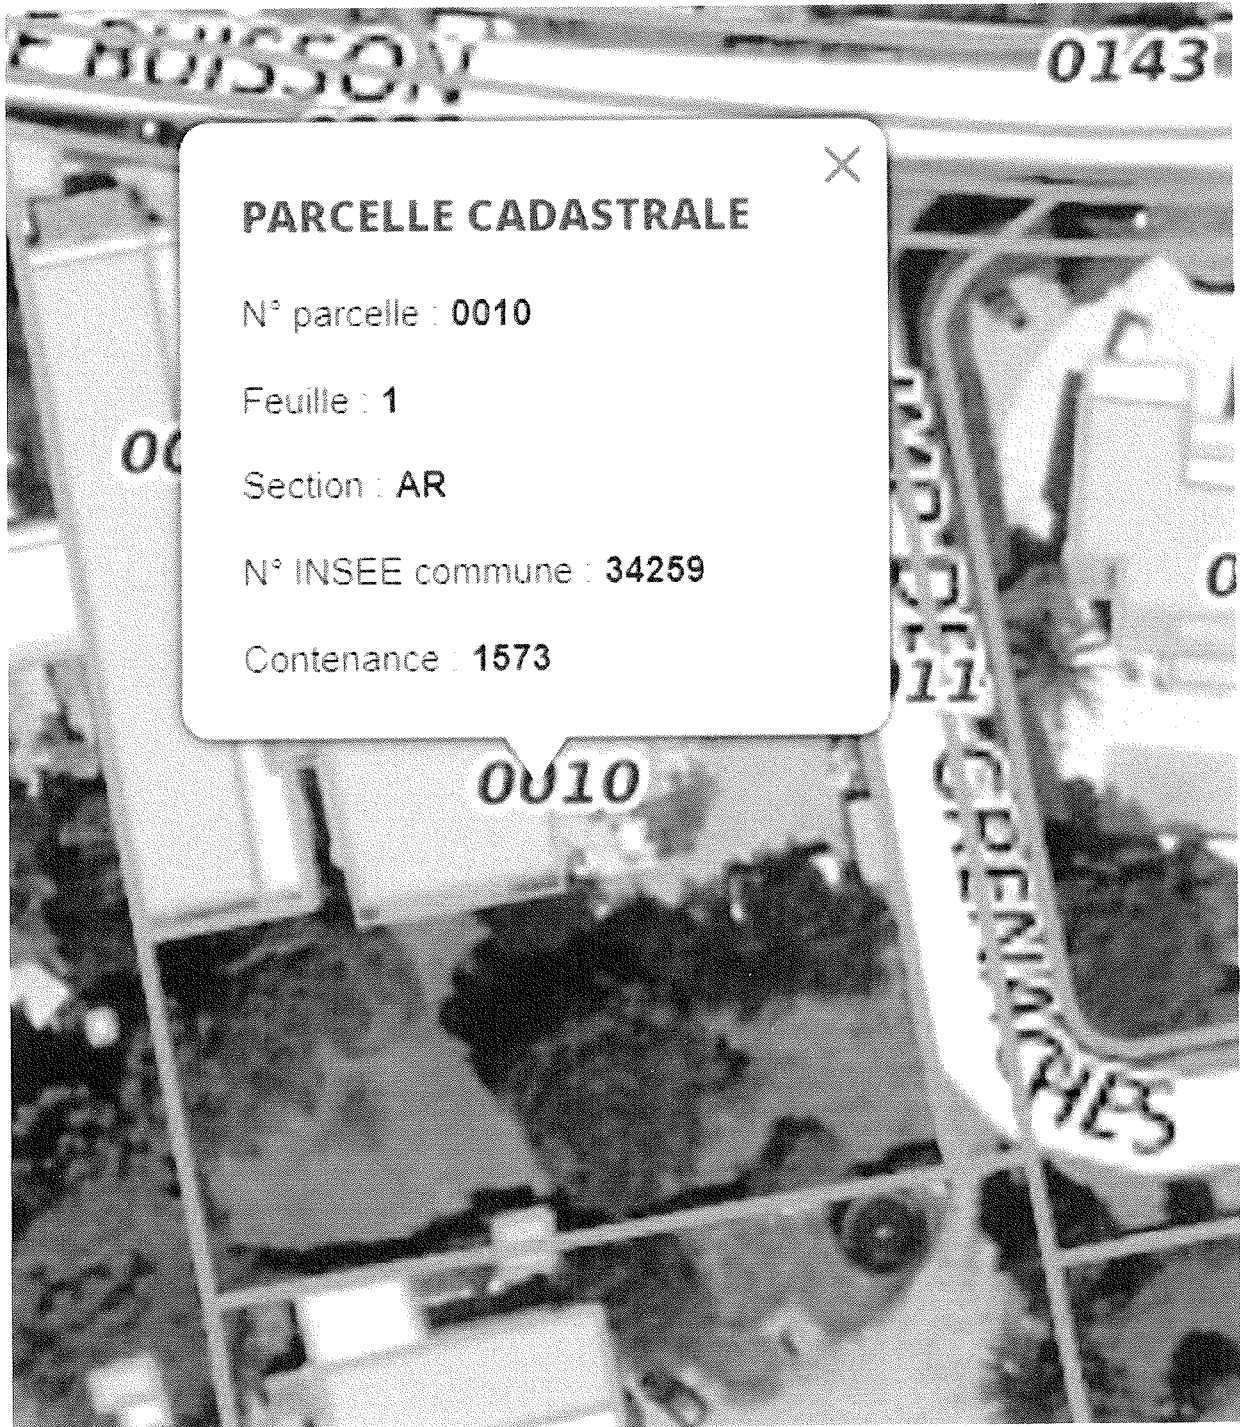 BUISSON
0143
PARCELLE CADASTRALE
N° parcelle : 0010
Feuille : 1
Section : AR
N° INSEE commune : 34259
Contenance : 1573
0010